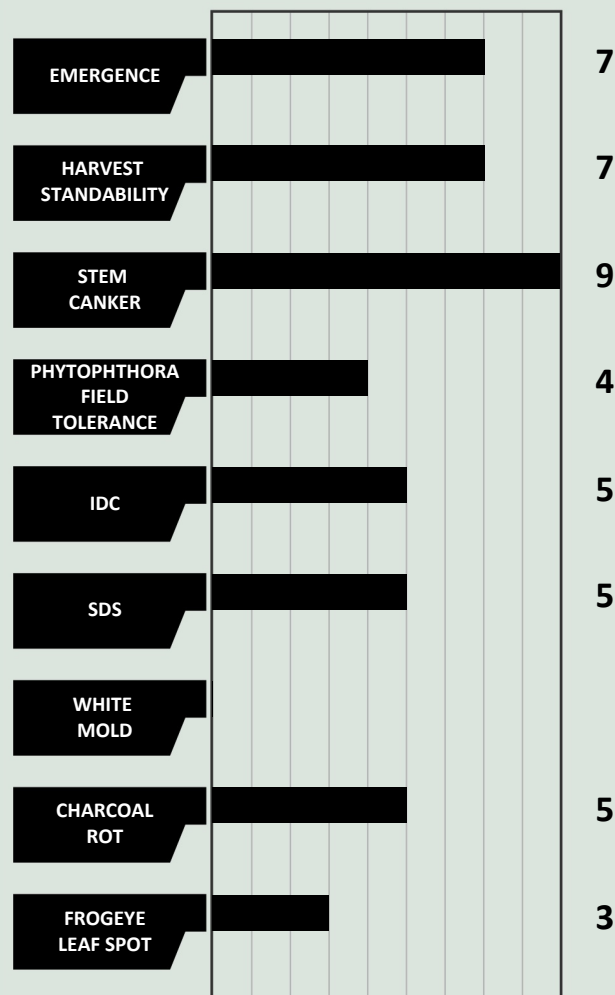 EMERGENCE
7
HARVEST
STANDABILITY
7
STEM
CANKER
9
PHYTOPHTHORA
FIELD
TOLERANCE
4
IDC
5
SDS
5
WHITE
MOLD
CHARCOAL
ROT
5
FROGEYE
LEAF SPOT
3